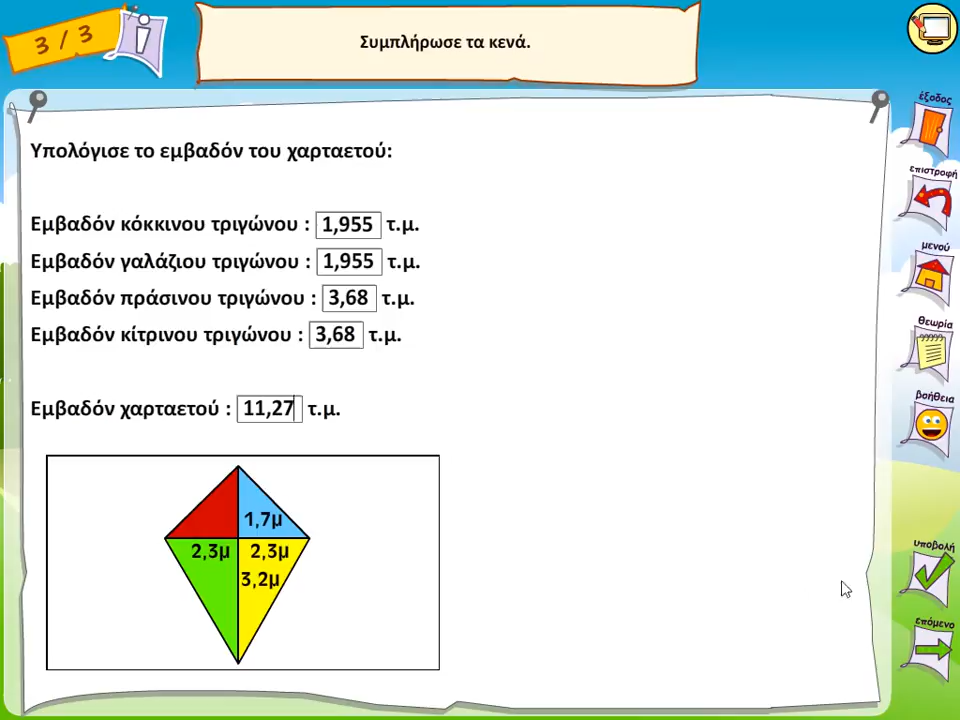 3 / 3
Συμπλήρωσε τα κενά.
έξοδος
επιστροφή
μενού
θεωρία
βοήθεια
υποβολή
επόμενο
Υπολόγισε το εμβαδόν του χαρταετού:
Εμβαδόν κόκκινου τριγώνου : 1,955 τ.μ.
Εμβαδόν γαλάζιου τριγώνου : 1,955 τ.μ.
Εμβαδόν πράσινου τριγώνου : 3,68 τ.μ.
Εμβαδόν κίτρινου τριγώνου : 3,68 τ.μ.
Εμβαδόν χαρταετού : 11,27 τ.μ.
1,7μ
2,3μ 2,3μ
3,2μ